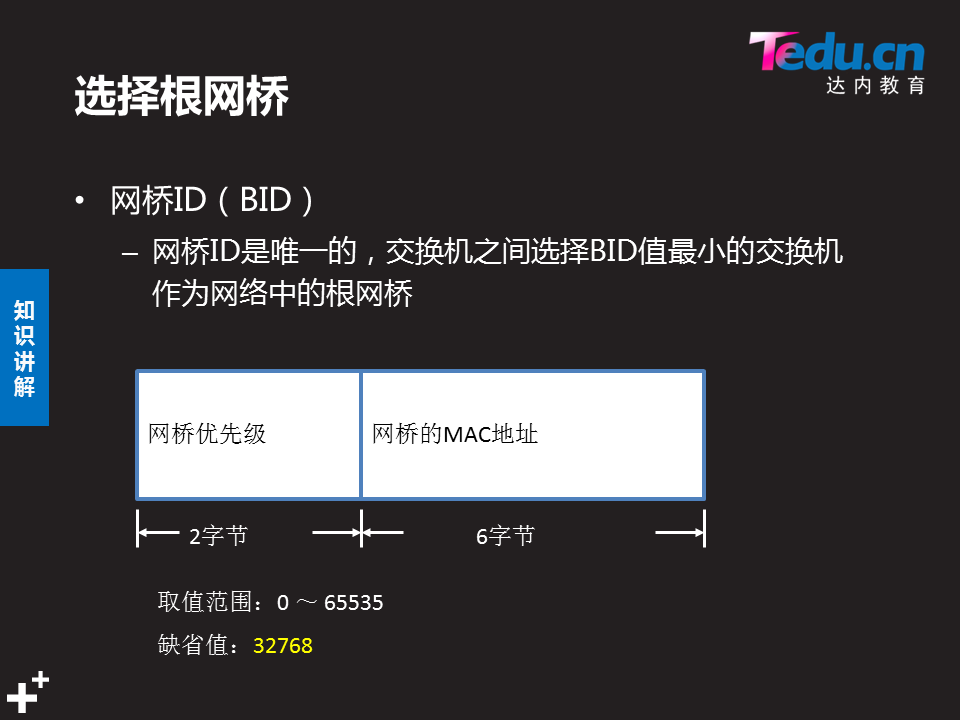 Tedu.cn
达内教育
选择根网桥
• 网桥ID（BID）
– 网桥ID是唯一的，交换机之间选择BID值最小的交换机
作为网络中的根网桥
知
识
讲
解
网桥优先级
网桥的MAC地址
2字节
6字节
取值范围：0 ～ 65535
缺省值：32768